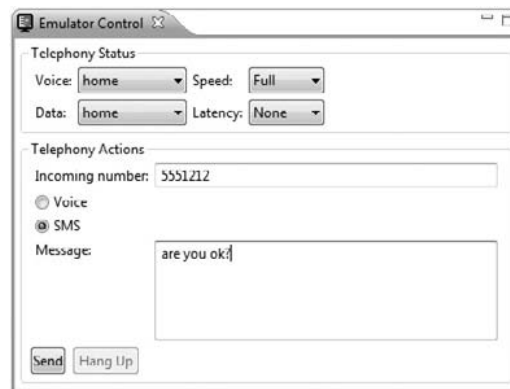 Emulator Control
Telephony Status
Voice: home Speed: Full
Data: home Latency: None
Telephony Actions
Incoming number: 5551212
Voice
SMS
Message: are you ok?
Send Hang Up